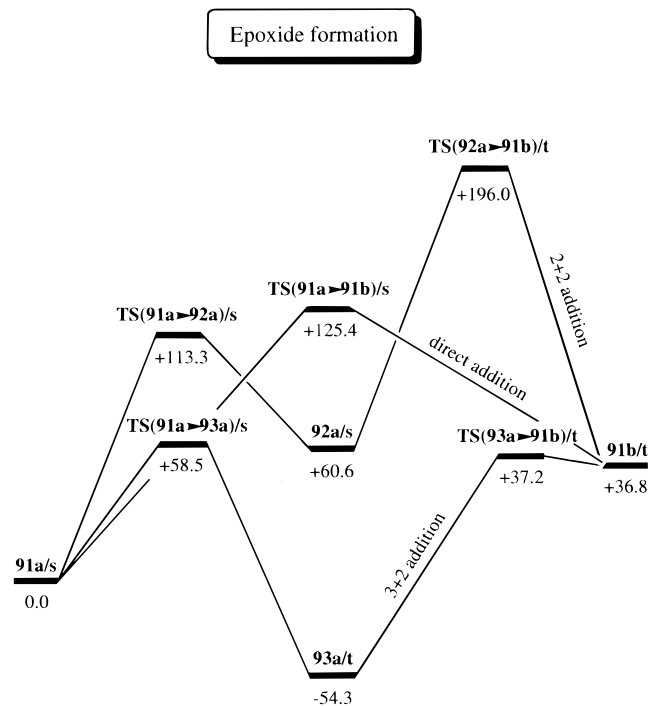 Epoxide formation
TS(92a►91b)/t
+196.0
2+2 addition
TS(91a►91b)/s
+125.4
TS(91a►92a)/s
+113.3
direct addition
TS(91a►93a)/s
+58.5
92a/s
+60.6
TS(93a►91b)/t
+37.2
91b/t
+36.8
91a/s
0.0
3+2 addition
93a/t
-54.3